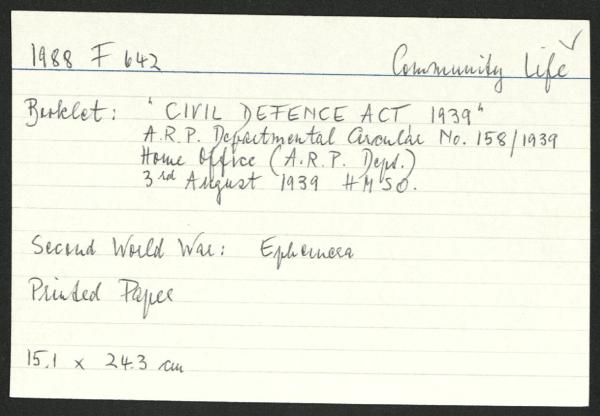 1988 F 642 Community Life ✓
Booklet: "CIVIL DEFENCE ACT, 1939"
A.R.P. Departmental Circular No. 158/1939
Home Office (A.R.P. Dept.)
3rd August 1939 HMSO.
Second World War: Ephemera
Printed Paper
15.1 x 24.3 cm